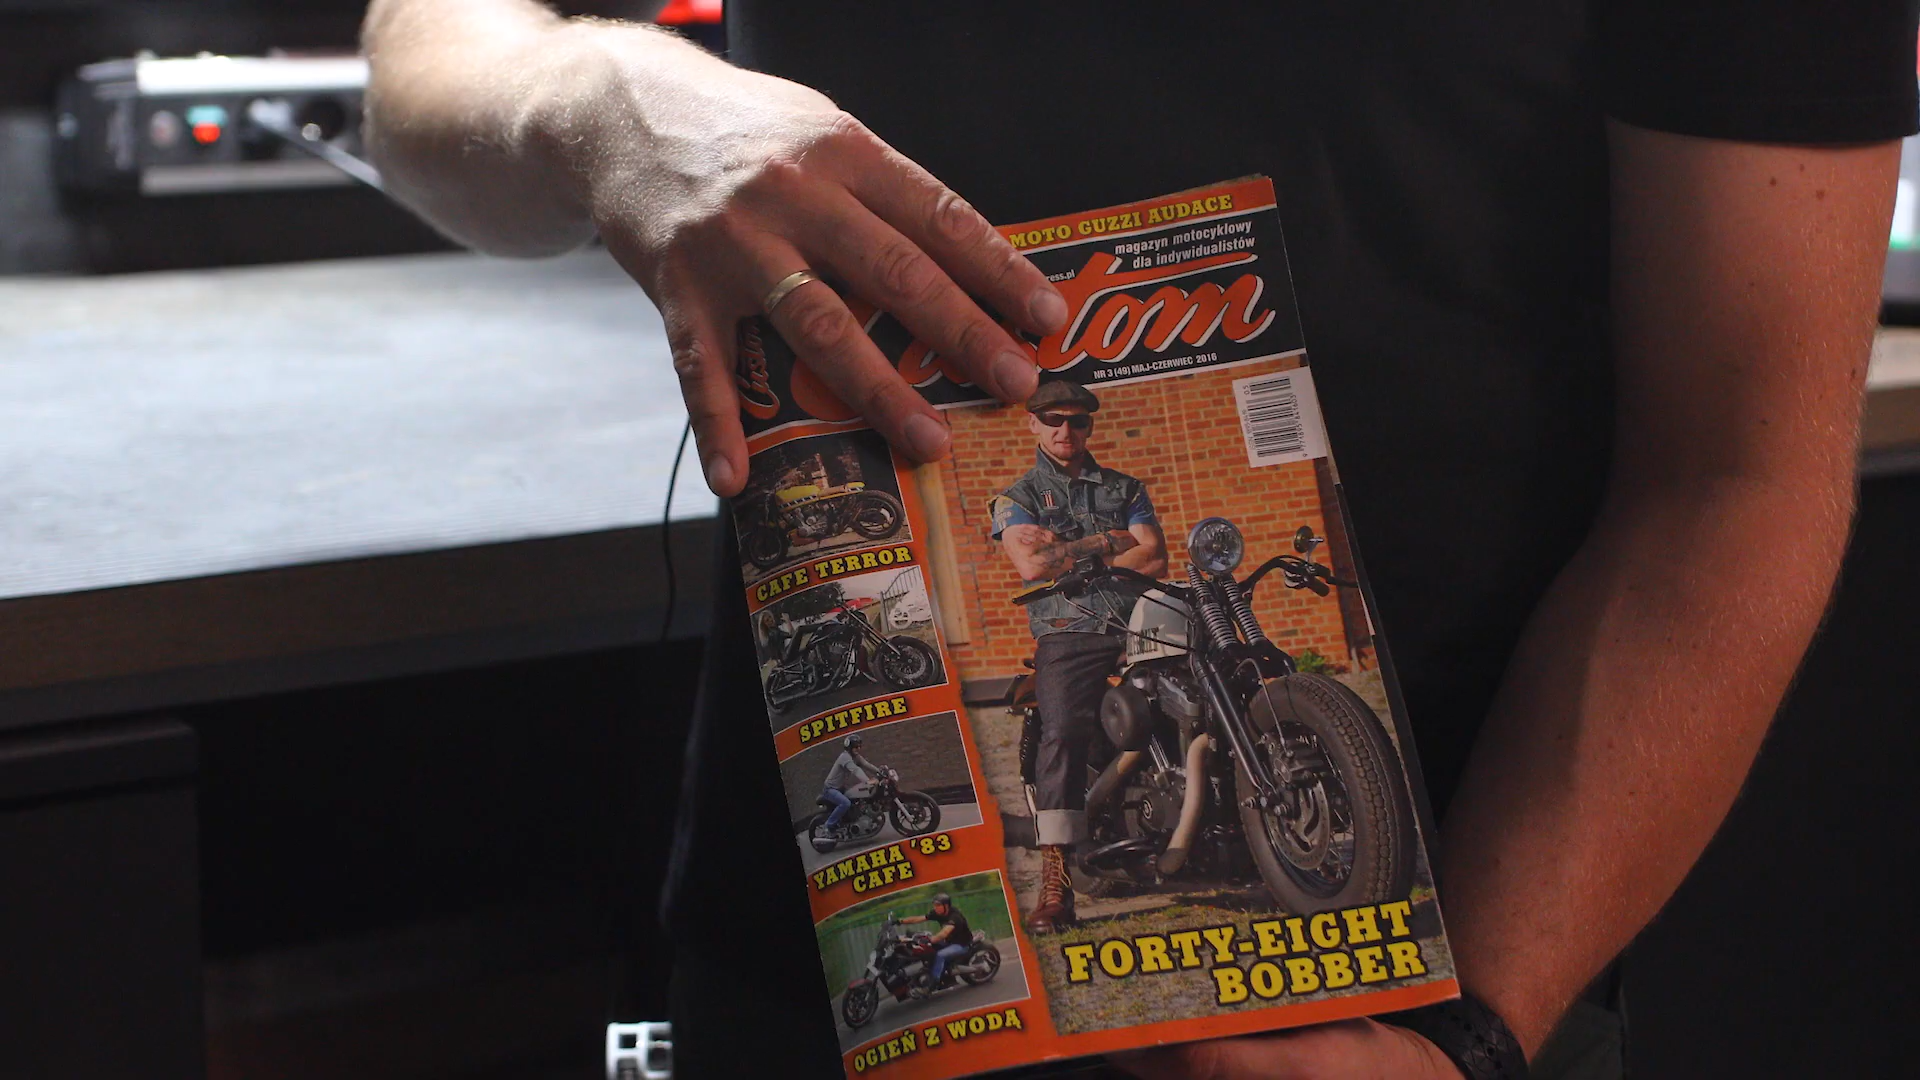 MOTO GUZZI AUDACE
magazyn motocyklowy
dla indywidualistów
ress.pl
Custom
tom
NR 3 (49) MAJ-CZERWIEC 2016
CAFE TERROR
SPITFIRE
YAMAHA '83
CAFE
OGIEŃ Z WODĄ
FORTY-EIGHT
BOBBER